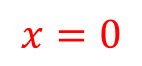 x = 0